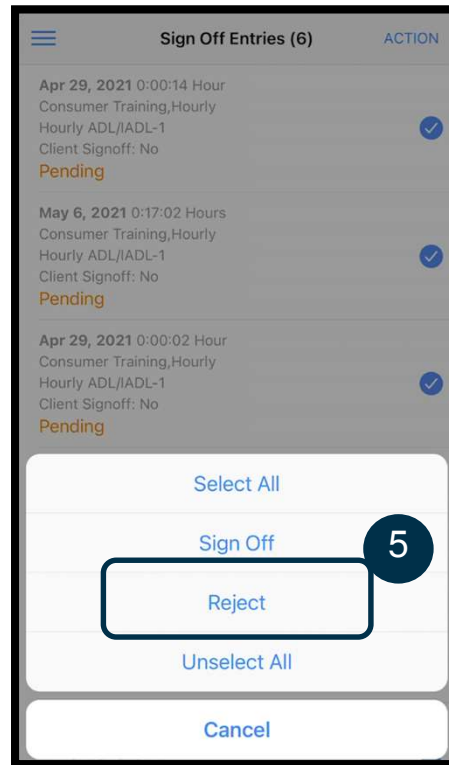 Sign Off Entries (6)
ACTION
Apr 29, 2021 0:00:14 Hour
Consumer Training,Hourly
Hourly ADL/IADL-1
Client Signoff: No
Pending
May 6, 2021 0:17:02 Hours
Consumer Training,Hourly
Hourly ADL/IADL-1
Client Signoff: No
Pending
Apr 29, 2021 0:00:02 Hour
Consumer Training,Hourly
Hourly ADL/IADL-1
Client Signoff: No
Pending
Select All
Sign Off
5
Reject
Unselect All
Cancel